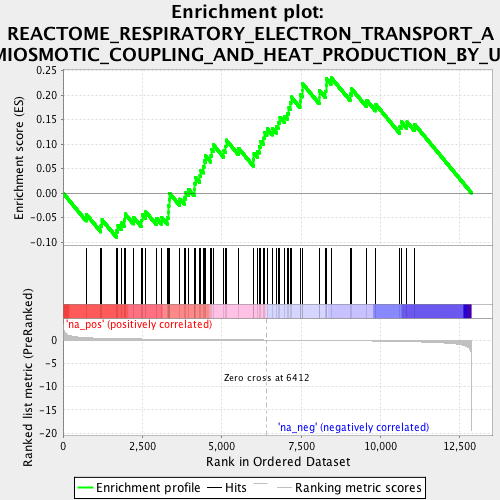 Enrichment plot:
REACTOME_RESPIRATORY_ELECTRON_TRANSPORT_A
MIOSMOTIC_COUPLING_AND_HEAT_PRODUCTION_BY_U
Enrichment score (ES)
0.25
0.20
0.15
0.10
0.05
0.00
-0.05
-0.10
'na_pos' (positively correlated)
Ranked list metric (PreRanked)
0
-5
-10
-15
-20
Zero cross at 6412
'na_neg' (negatively correlated)
0
2,500
5,000
7,500
10,000
12,500
Rank in Ordered Dataset
Enrichment profile
Hits
Ranking metric scores